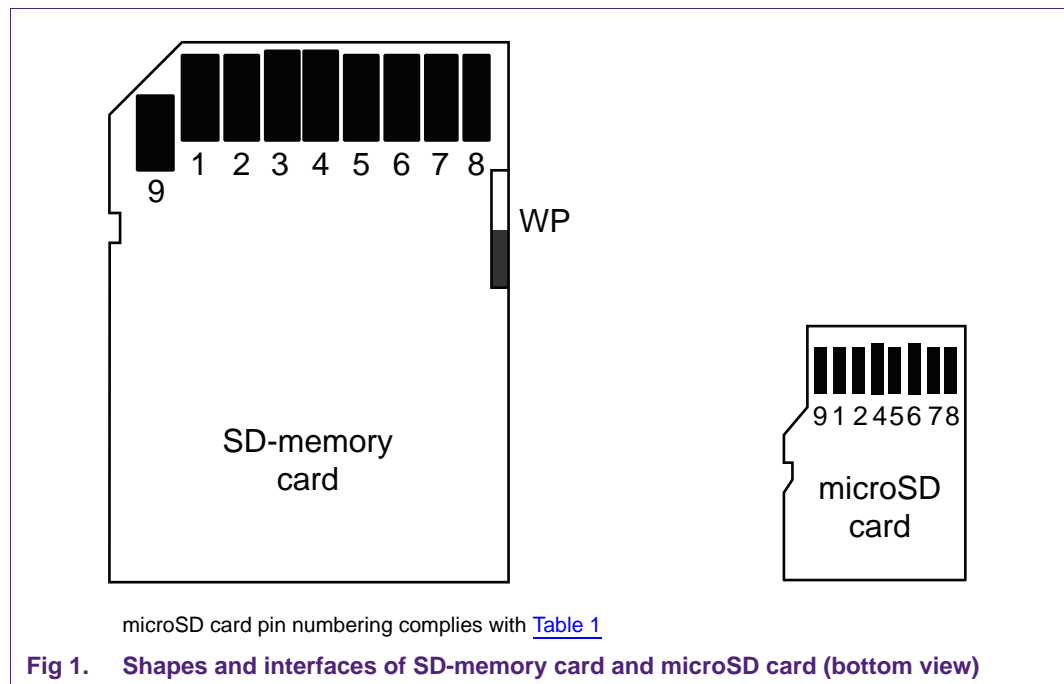 1 2 3 4 5 6 7 8
9
WP
SD-memory
card
9 1 2 4 5 6 7 8
microSD
card
microSD card pin numbering complies with Table 1
Fig 1. Shapes and interfaces of SD-memory card and microSD card (bottom view)